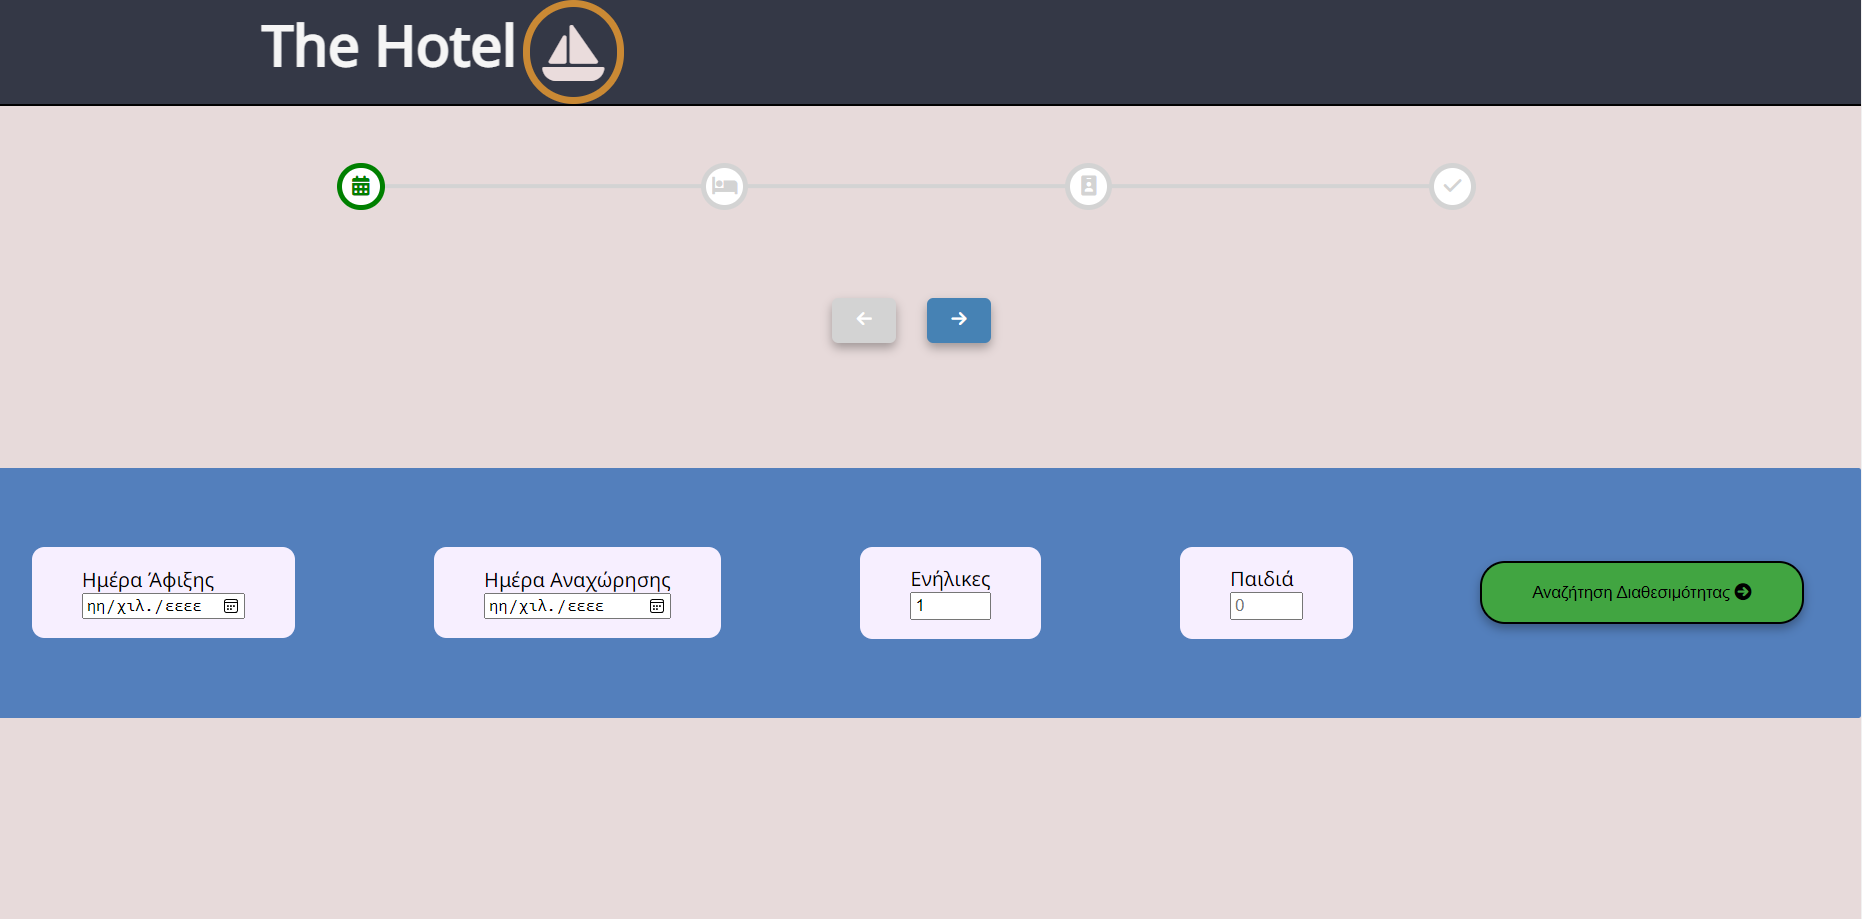 The Hotel
Ημέρα Άφιξης
ηη/χιλ./εεεε
Ημέρα Αναχώρησης
ηη/χιλ./εεεε
Ενήλικες
1
Παιδιά
0
Αναζήτηση Διαθεσιμότητας